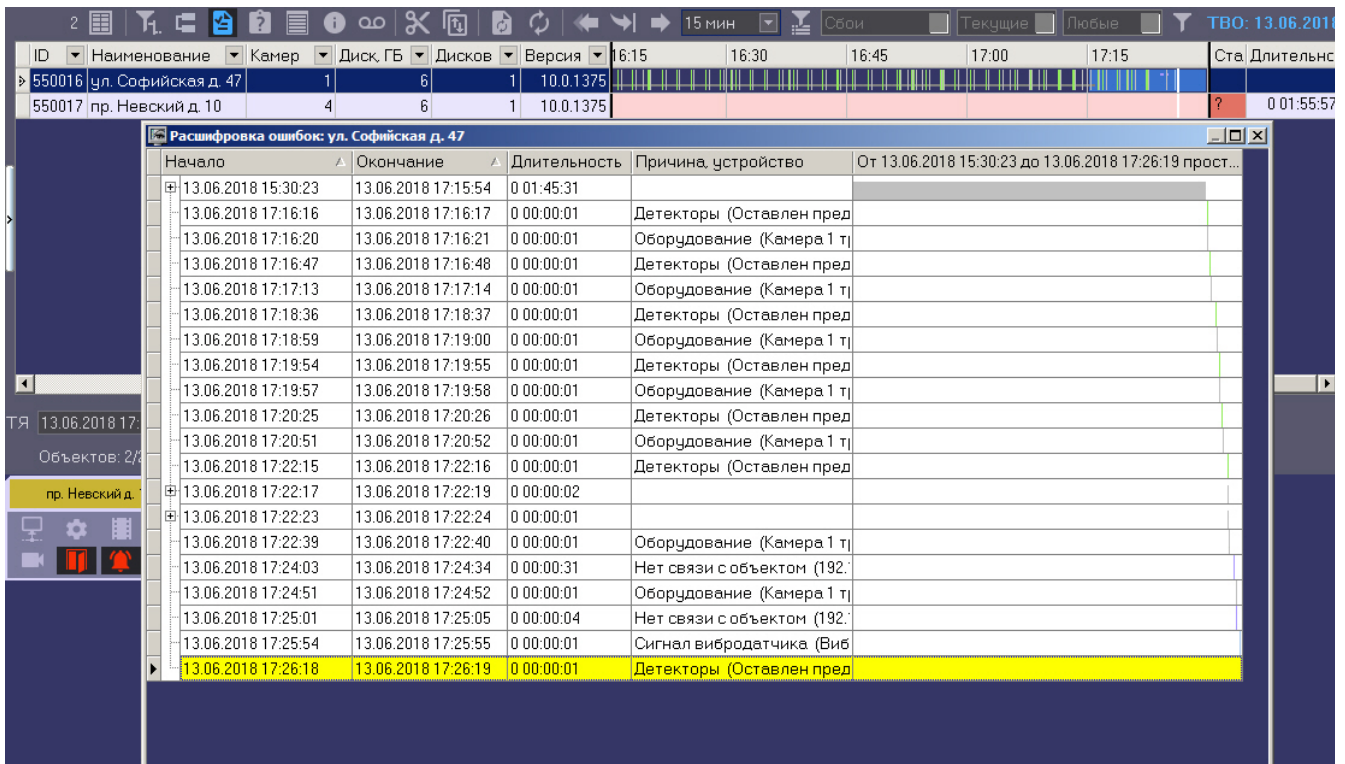 2 15 мин Сбои Текущие Любые ТВО: 13.06.201
ID Наименование Камер Диск, ГБ Дисков Версия 16:15 16:30 16:45 17:00 17:15 Ста Длительнс
550016 ул. Софийская д. 47 1 6 1 10.0.1375
550017 пр. Невский д. 10 4 6 1 10.0.1375 ? 0 01:55:57
Расшифровка ошибок: ул. Софийская д. 47
Начало Окончание Длительность Причина, устройство От 13.06.2018 15:30:23 до 13.06.2018 17:26:19 прост...
13.06.2018 15:30:23 13.06.2018 17:15:54 0 01:45:31
13.06.2018 17:16:16 13.06.2018 17:16:17 0 00:00:01 Детекторы (Оставлен пред
13.06.2018 17:16:20 13.06.2018 17:16:21 0 00:00:01 Оборудование (Камера 1 т
13.06.2018 17:16:47 13.06.2018 17:16:48 0 00:00:01 Детекторы (Оставлен пред
13.06.2018 17:17:13 13.06.2018 17:17:14 0 00:00:01 Оборудование (Камера 1 т
13.06.2018 17:18:36 13.06.2018 17:18:37 0 00:00:01 Детекторы (Оставлен пред
13.06.2018 17:18:59 13.06.2018 17:19:00 0 00:00:01 Оборудование (Камера 1 т
13.06.2018 17:19:54 13.06.2018 17:19:55 0 00:00:01 Детекторы (Оставлен пред
13.06.2018 17:19:57 13.06.2018 17:19:58 0 00:00:01 Оборудование (Камера 1 т
13.06.2018 17:20:25 13.06.2018 17:20:26 0 00:00:01 Детекторы (Оставлен пред
13.06.2018 17:20:51 13.06.2018 17:20:52 0 00:00:01 Оборудование (Камера 1 т
13.06.2018 17:22:15 13.06.2018 17:22:16 0 00:00:01 Детекторы (Оставлен пред
13.06.2018 17:22:17 13.06.2018 17:22:19 0 00:00:02
13.06.2018 17:22:23 13.06.2018 17:22:24 0 00:00:01
13.06.2018 17:22:39 13.06.2018 17:22:40 0 00:00:01 Оборудование (Камера 1 т
13.06.2018 17:24:03 13.06.2018 17:24:34 0 00:00:31 Нет связи с объектом (192.
13.06.2018 17:24:51 13.06.2018 17:24:52 0 00:00:01 Оборудование (Камера 1 т
13.06.2018 17:25:01 13.06.2018 17:25:05 0 00:00:04 Нет связи с объектом (192.
13.06.2018 17:25:54 13.06.2018 17:25:55 0 00:00:01 Сигнал вибродатчика (Виб
13.06.2018 17:26:18 13.06.2018 17:26:19 0 00:00:01 Детекторы (Оставлен пред
ТЯ 13.06.2018 17:
Объектов: 2/2
пр. Невский д.